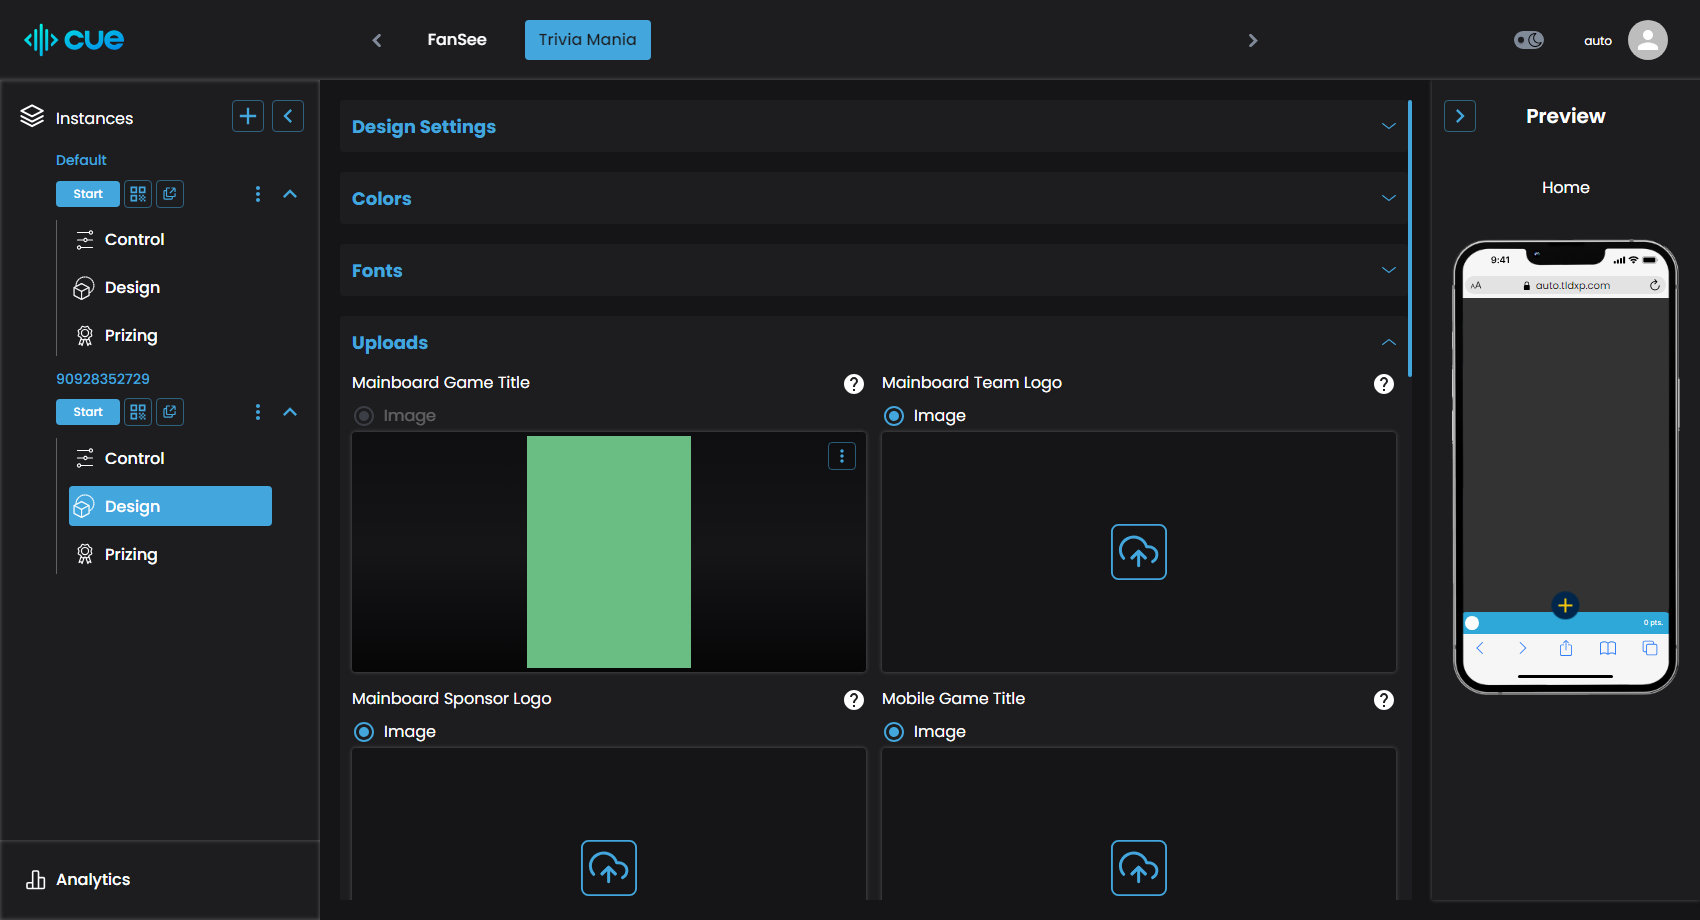 cue
FanSee
Trivia Mania
auto
Instances
Default
Start
Control
Design
Prizing
90928352729
Start
Control
Design
Prizing
Analytics
Design Settings
Colors
Fonts
Uploads
Mainboard Game Title
?
Image
Mainboard Team Logo
?
Image
Mainboard Sponsor Logo
?
Image
Mobile Game Title
?
Image
Preview
Home
9:41
AA
auto.tldxp.com
0 pts.